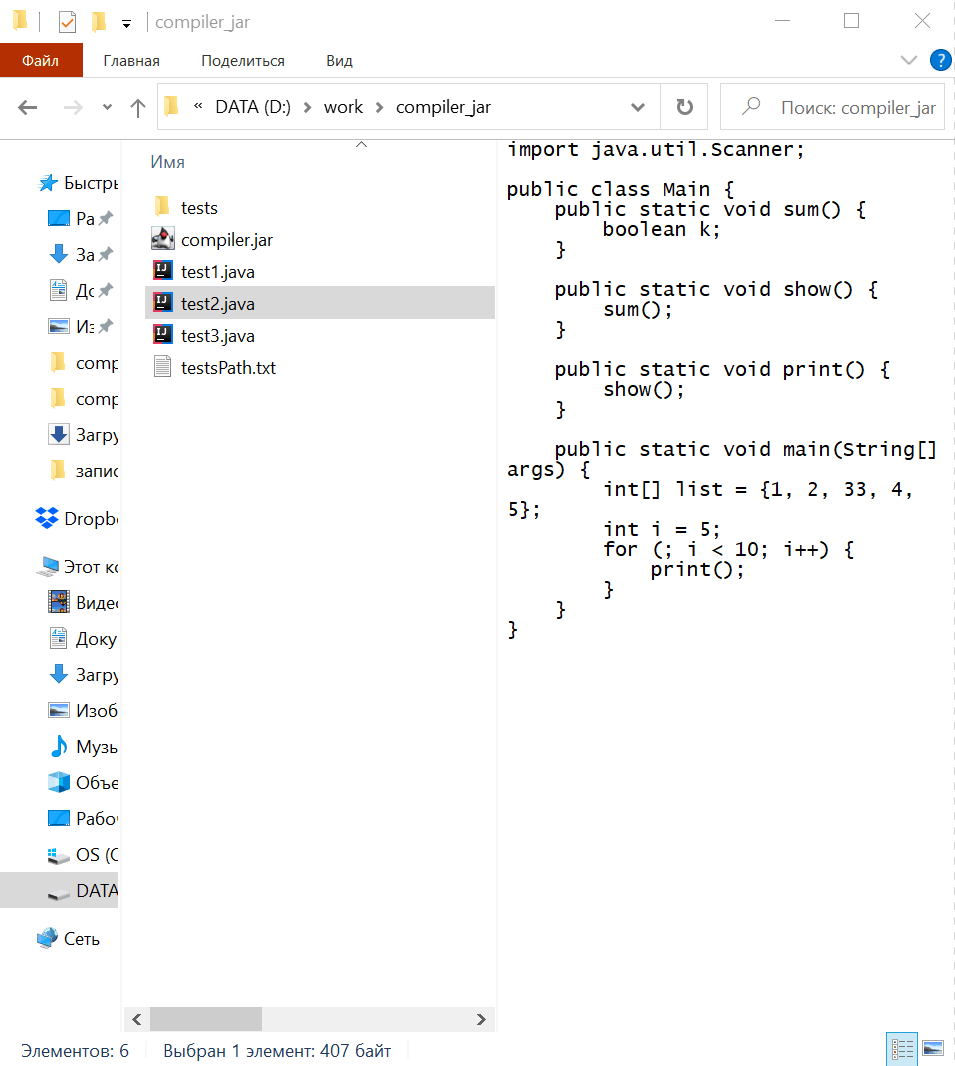 compiler_jar
Файл Главная Поделиться Вид ?
« DATA (D:) > work > compiler_jar Поиск: compiler_jar
Имя
Быстры
Ра
За
До
Из
comp
comp
Загру
запис
Dropbo
Этот ко
Видес
Доку
Загру
Изоб
Музы
Объе
Рабоч
OS (C
DATA
Сеть
tests
compiler.jar
test1.java
test2.java
test3.java
testsPath.txt
import java.util.Scanner;
public class Main {
public static void sum() {
boolean k;
}
public static void show() {
sum();
}
public static void print() {
show();
}
public static void main(String[]
args) {
int[] list = {1, 2, 33, 4,
5};
int i = 5;
for (; i < 10; i++) {
print();
}
}
}
Элементов: 6 Выбран 1 элемент: 407 байт